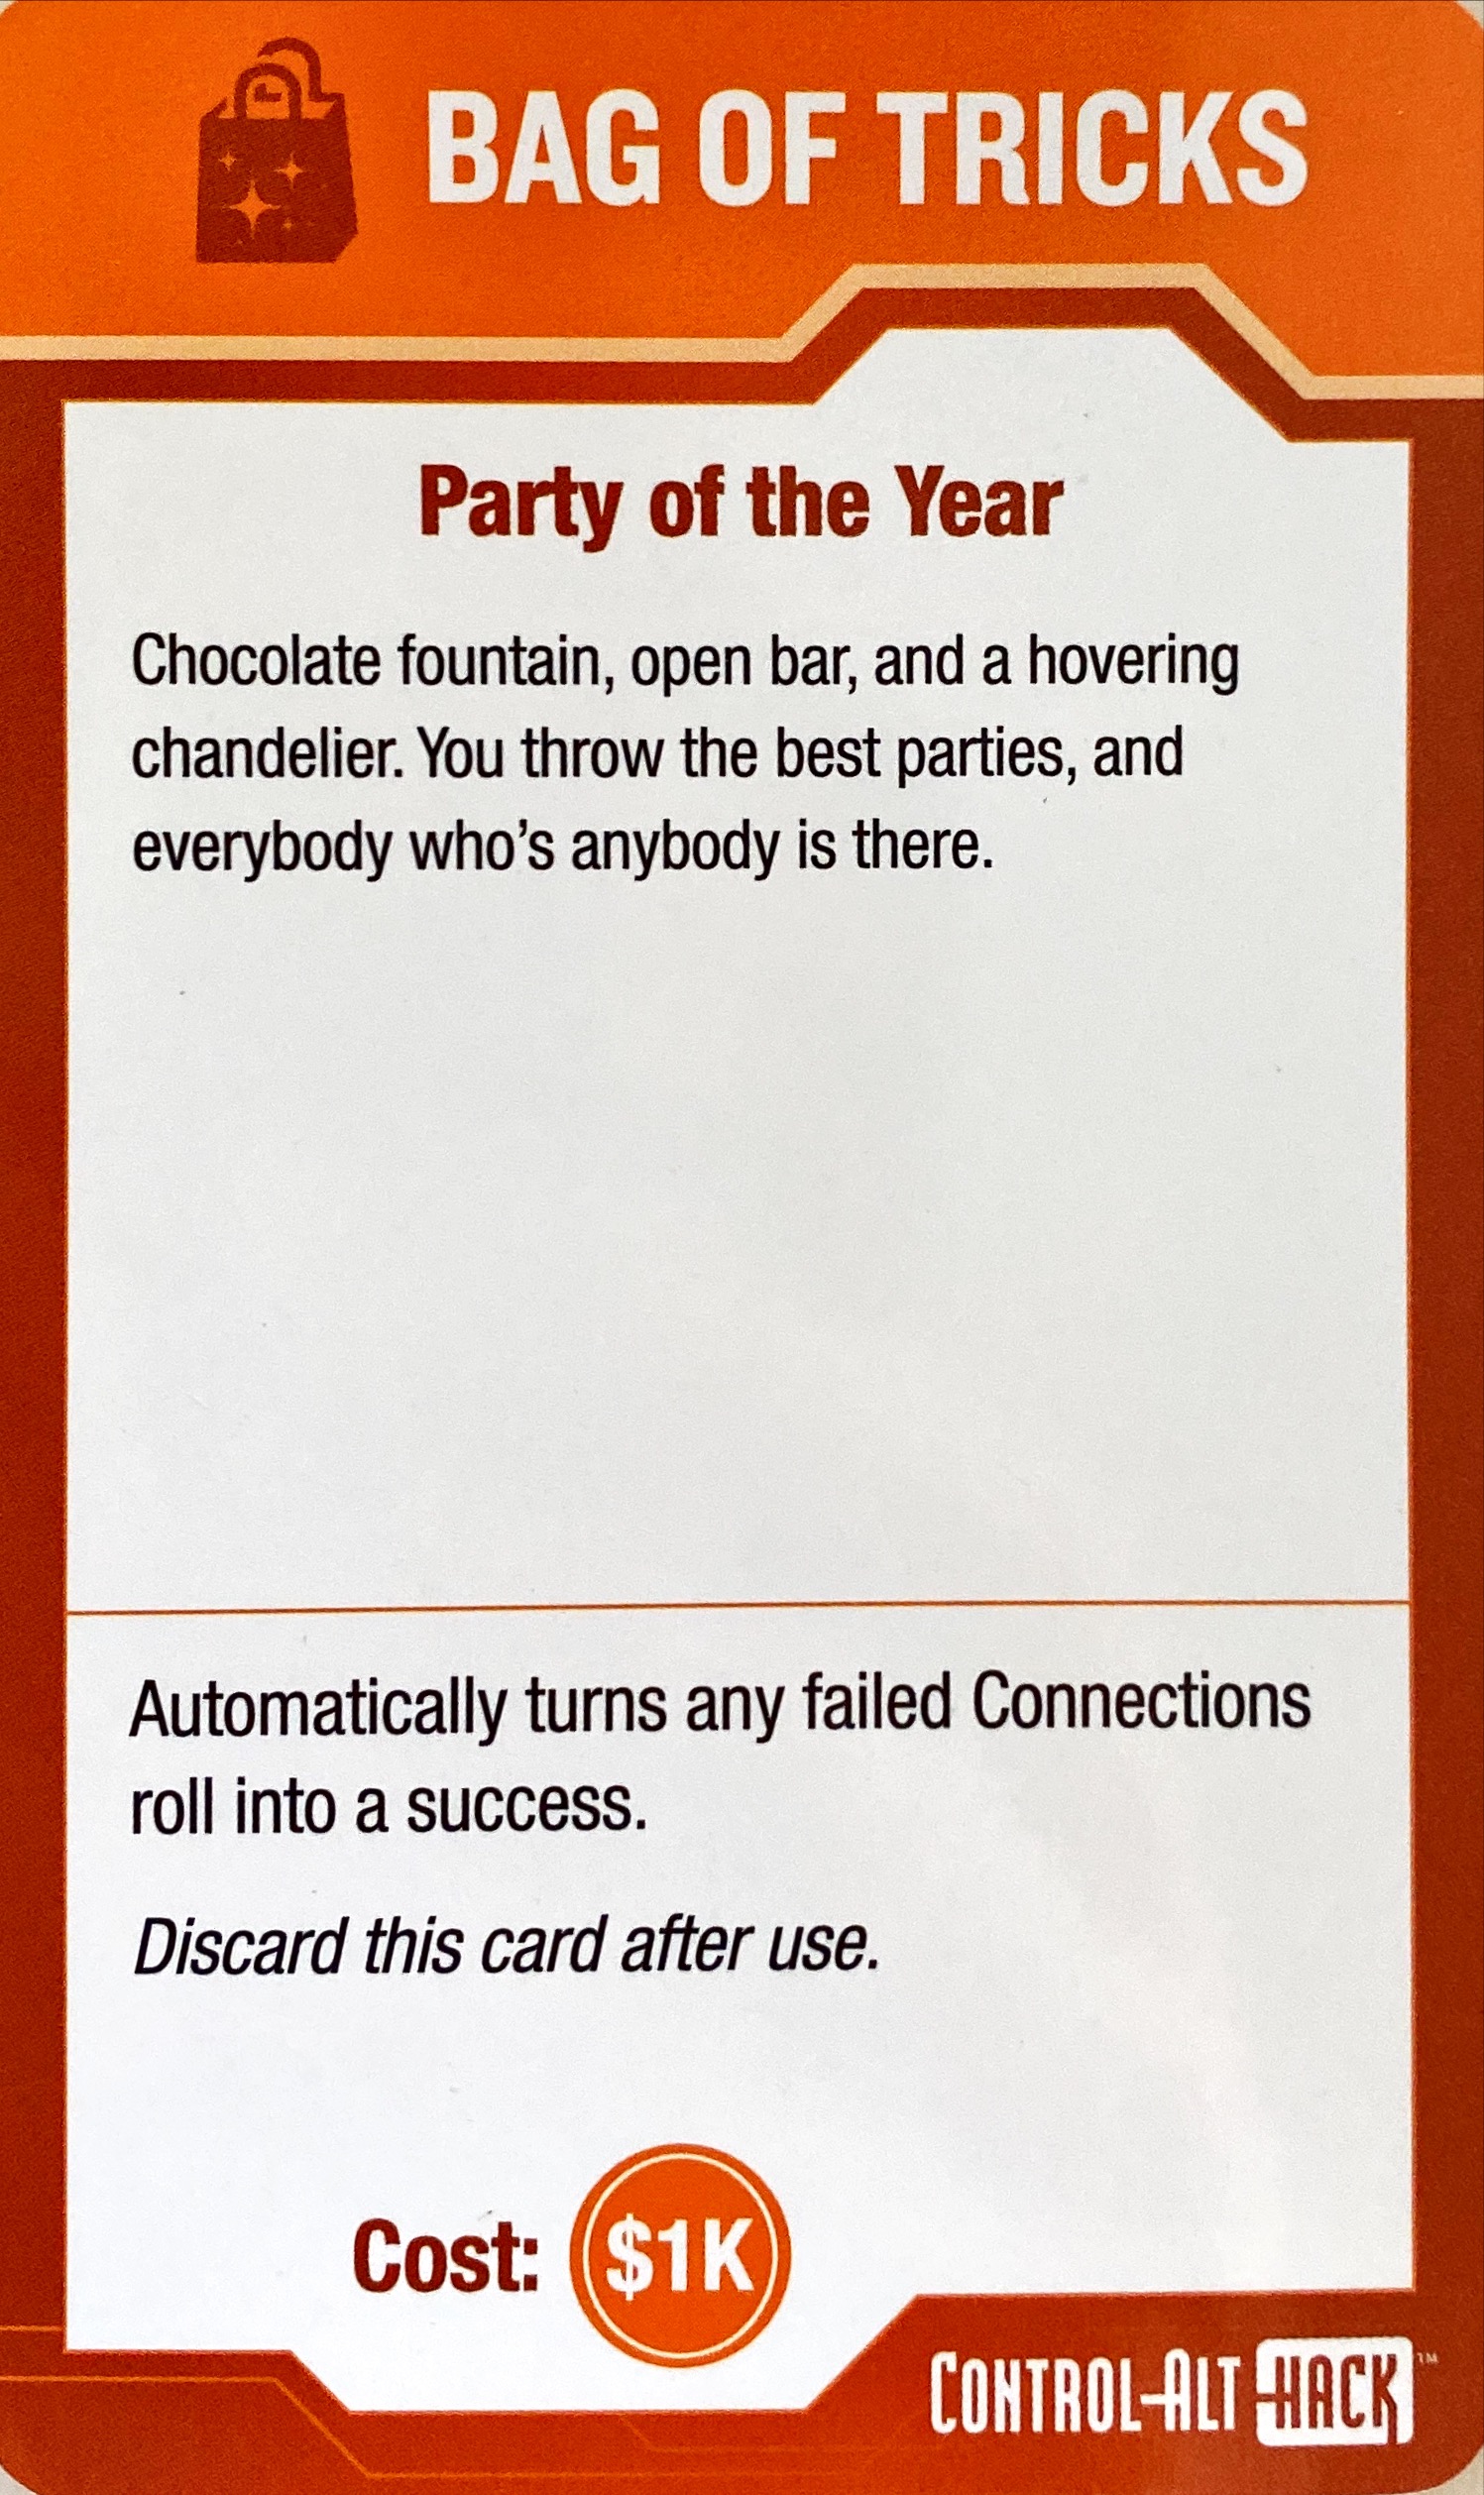 BAG OF TRICKS
Party of the Year
Chocolate fountain, open bar, and a hovering
chandelier. You throw the best parties, and
everybody who’s anybody is there.
Automatically turns any failed Connections
roll into a success.
Discard this card after use.
Cost: $1K
CONTROL-ALT-HACK™